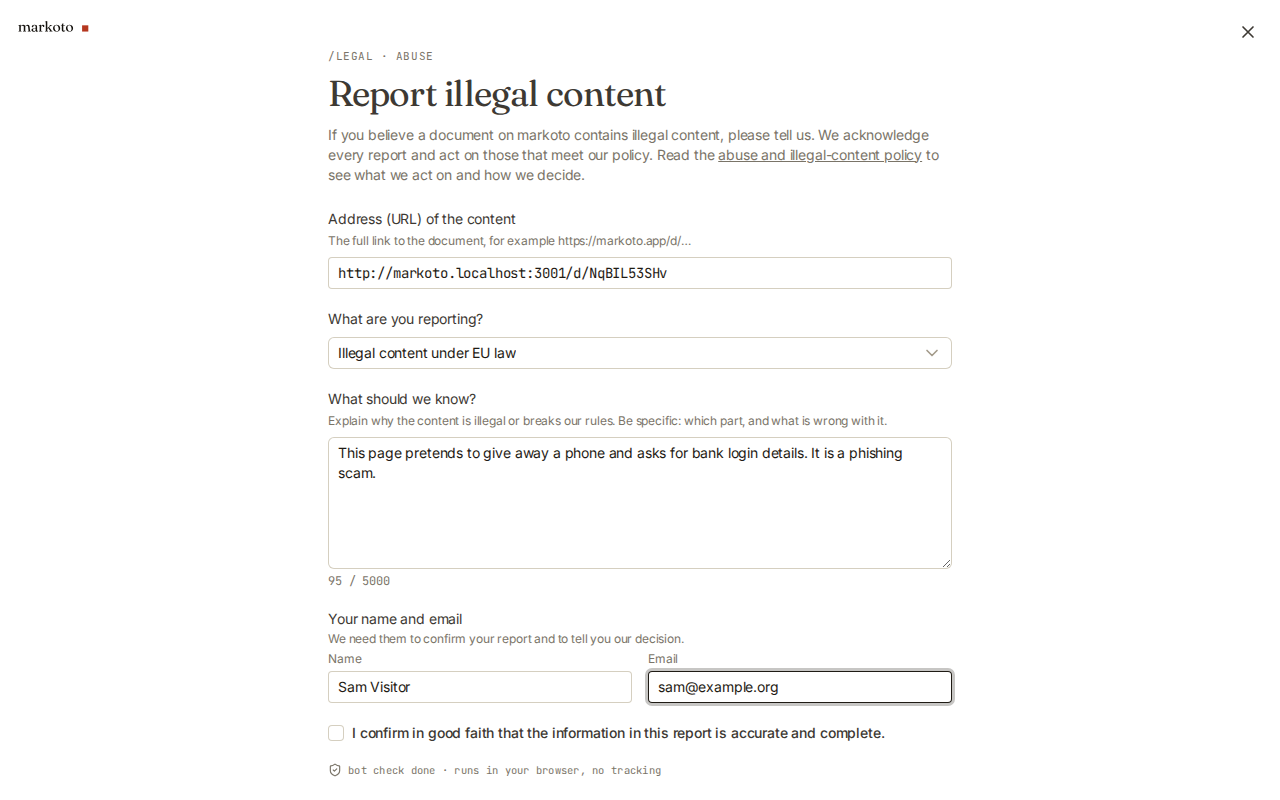 markoto
/LEGAL · ABUSE
Report illegal content
If you believe a document on markoto contains illegal content, please tell us. We acknowledge
every report and act on those that meet our policy. Read the abuse and illegal-content policy to
see what we act on and how we decide.
Address (URL) of the content
The full link to the document, for example https://markoto.app/d/…
http://markoto.localhost:3001/d/NqBIL53SHv
What are you reporting?
Illegal content under EU law
What should we know?
Explain why the content is illegal or breaks our rules. Be specific: which part, and what is wrong with it.
This page pretends to give away a phone and asks for bank login details. It is a phishing
scam.
95 / 5000
Your name and email
We need them to confirm your report and to tell you our decision.
Name Email
Sam Visitor sam@example.org
I confirm in good faith that the information in this report is accurate and complete.
bot check done · runs in your browser, no tracking